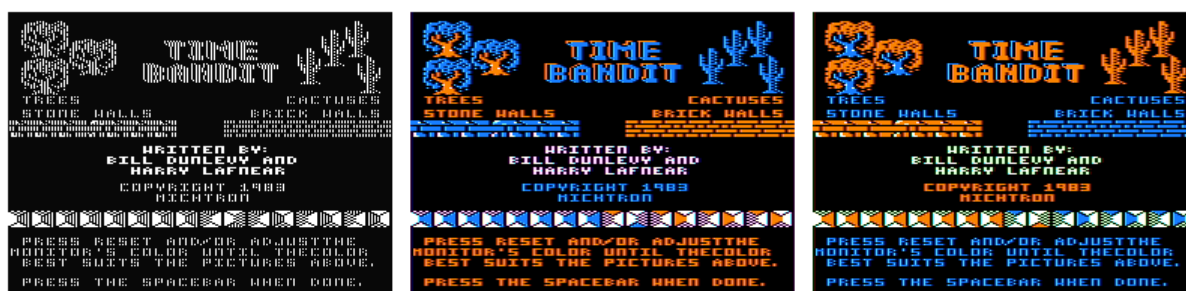 TIME
BANDIT
TREES CACTUSES
STONE WALLS BRICK WALLS
WRITTEN BY:
BILL DUNLEVY AND
HARRY LAFNEAR
COPYRIGHT 1983
MICHTRON
PRESS RESET AND/OR ADJUSTTHE
MONITOR'S COLOR UNTIL THECOLOR
BEST SUITS THE PICTURES ABOVE.
PRESS THE SPACEBAR WHEN DONE.
TIME
BANDIT
TREES CACTUSES
STONE WALLS BRICK WALLS
WRITTEN BY:
BILL DUNLEVY AND
HARRY LAFNEAR
COPYRIGHT 1983
MICHTRON
PRESS RESET AND/OR ADJUSTTHE
MONITOR'S COLOR UNTIL THECOLOR
BEST SUITS THE PICTURES ABOVE.
PRESS THE SPACEBAR WHEN DONE.
TIME
BANDIT
TREES CACTUSES
STONE WALLS BRICK WALLS
WRITTEN BY:
BILL DUNLEVY AND
HARRY LAFNEAR
COPYRIGHT 1983
MICHTRON
PRESS RESET AND/OR ADJUSTTHE
MONITOR'S COLOR UNTIL THECOLOR
BEST SUITS THE PICTURES ABOVE.
PRESS THE SPACEBAR WHEN DONE.